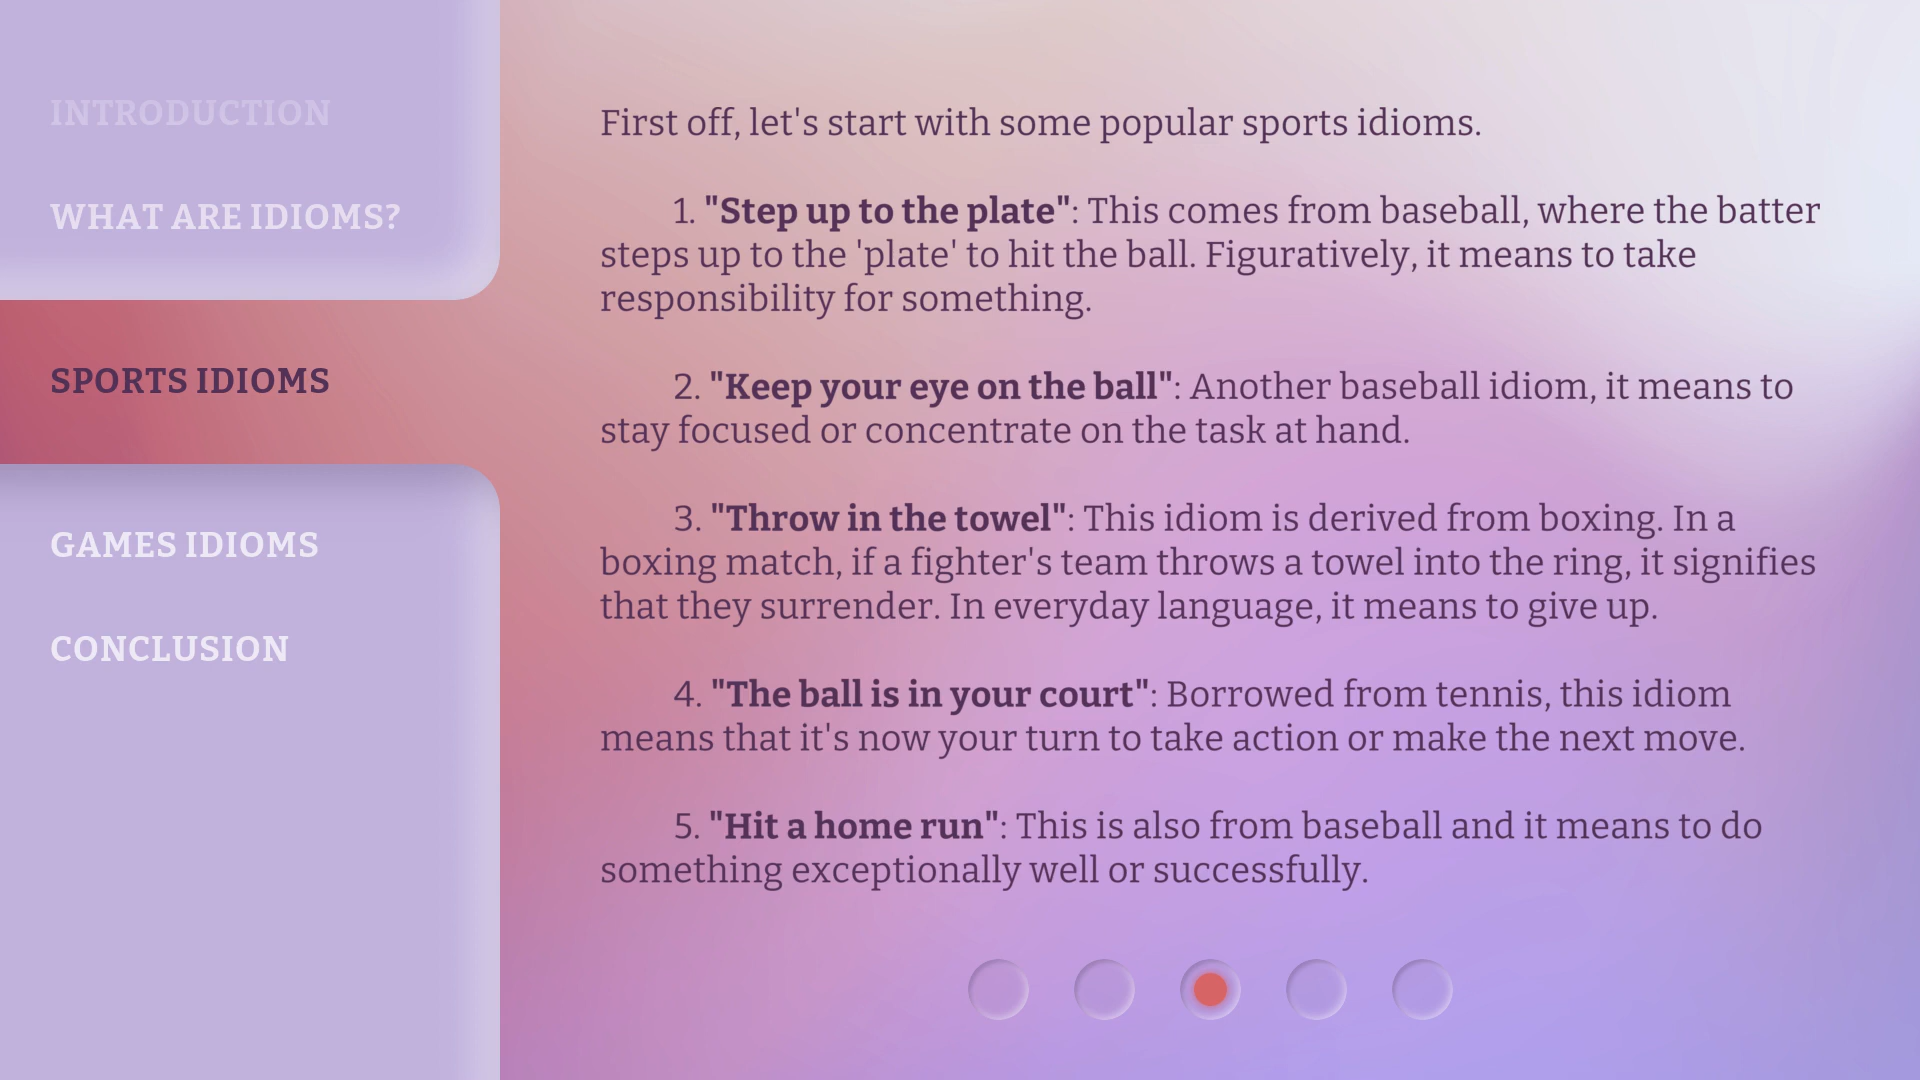 INTRODUCTION
WHAT ARE IDIOMS?
SPORTS IDIOMS
GAMES IDIOMS
CONCLUSION
First off, let's start with some popular sports idioms.
1. "Step up to the plate": This comes from baseball, where the batter
steps up to the 'plate' to hit the ball. Figuratively, it means to take
responsibility for something.
2. "Keep your eye on the ball": Another baseball idiom, it means to
stay focused or concentrate on the task at hand.
3. "Throw in the towel": This idiom is derived from boxing. In a
boxing match, if a fighter's team throws a towel into the ring, it signifies
that they surrender. In everyday language, it means to give up.
4. "The ball is in your court": Borrowed from tennis, this idiom
means that it's now your turn to take action or make the next move.
5. "Hit a home run": This is also from baseball and it means to do
something exceptionally well or successfully.